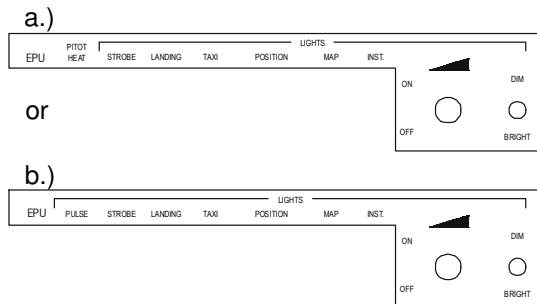 a.)
LIGHTS
EPU PITOT HEAT STROBE LANDING TAXI POSITION MAP INST.
ON
DIM
OFF
BRIGHT
or
b.)
LIGHTS
EPU PULSE STROBE LANDING TAXI POSITION MAP INST.
ON
DIM
OFF
BRIGHT